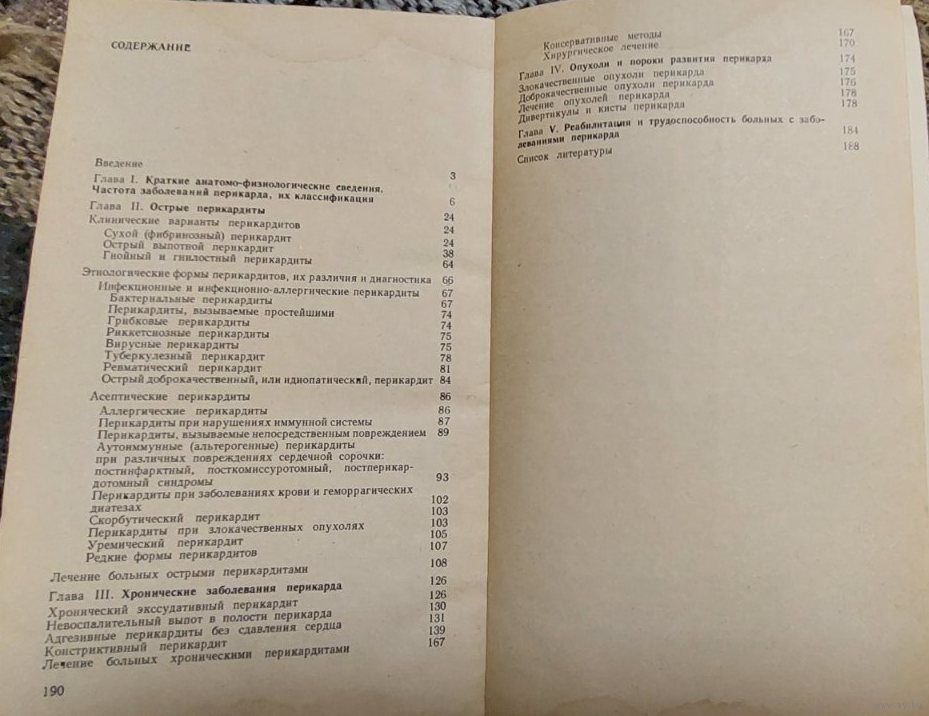 СОДЕРЖАНИЕ
Введение 3
Глава I. Краткие анатомо-физиологические сведения.
Частота заболеваний перикарда, их классификация 6
Глава II. Острые перикардиты 24
Клинические варианты перикардитов 24
Сухой (фибринозный) перикардит 24
Острый выпотной перикардит 38
Гнойный и гнилостный перикардиты 64
Этиологические формы перикардитов, их различия и диагностика 66
Инфекционные и инфекционно-аллергические перикардиты 67
Бактериальные перикардиты 67
Перикардиты, вызываемые простейшими 74
Грибковые перикардиты 74
Риккетсиозные перикардиты 75
Вирусные перикардиты 75
Туберкулезный перикардит 78
Ревматический перикардит 81
Острый доброкачественный, или идиопатический, перикардит 84
Асептические перикардиты 86
Аллергические перикардиты 86
Перикардиты при нарушениях иммунной системы 87
Перикардиты, вызываемые непосредственным повреждением 89
Аутоиммунные (альтерогенные) перикардиты
при различных повреждениях сердечной сорочки:
постинфарктный, посткомиссуротомный, постперикар-
дотомный синдромы 93
Перикардиты при заболеваниях крови и геморрагических
диатезах 102
Скорбутический перикардит 103
Перикардиты при злокачественных опухолях 103
Уремический перикардит 105
Редкие формы перикардитов 107
Лечение больных острыми перикардитами 108
Глава III. Хронические заболевания перикарда 126
Хронический экссудативный перикардит 126
Невоспалительный выпот в полости перикарда 130
Адгезивные перикардиты без сдавления сердца 131
Констриктивный перикардит 139
Лечение больных хроническими перикардитами 167
190
Консервативные методы 167
Хирургическое лечение 170
Глава IV. Опухоли и пороки развития перикарда 174
Злокачественные опухоли перикарда 175
Доброкачественные опухоли перикарда 176
Лечение опухолей перикарда 178
Дивертикулы и кисты перикарда 178
Глава V. Реабилитация и трудоспособность больных с забо-
леваниями перикарда 184
Список литературы 188